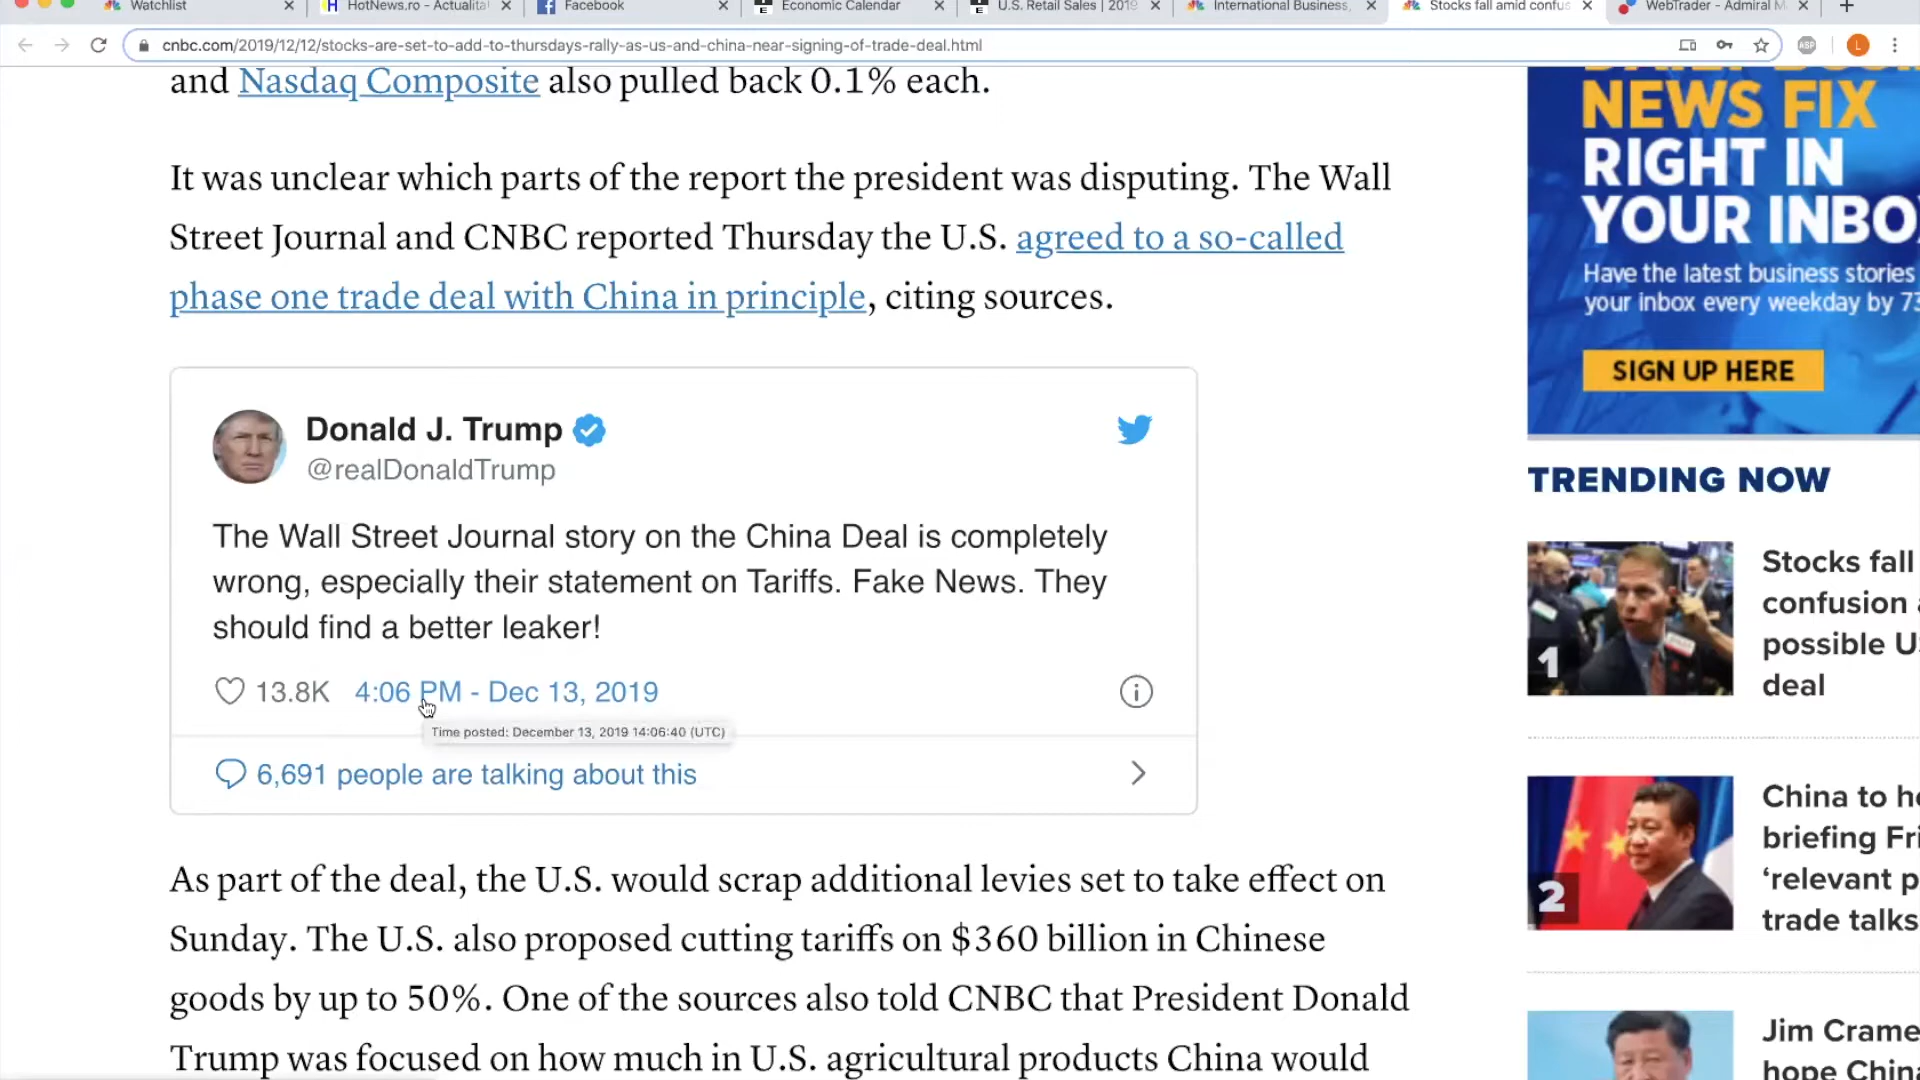 Watchlist
HotNews.ro - Actualita
Facebook
Economic Calendar
U.S. Retail Sales | 2019
International Business,
Stocks fall amid confus
WebTrader - Admiral M
cnbc.com/2019/12/12/stocks-are-set-to-add-to-thursdays-rally-as-us-and-china-near-signing-of-trade-deal.html
ABP
L
and Nasdaq Composite also pulled back 0.1% each.
It was unclear which parts of the report the president was disputing. The Wall
Street Journal and CNBC reported Thursday the U.S. agreed to a so-called
phase one trade deal with China in principle, citing sources.
Donald J. Trump
@realDonaldTrump
The Wall Street Journal story on the China Deal is completely
wrong, especially their statement on Tariffs. Fake News. They
should find a better leaker!
13.8K 4:06 PM - Dec 13, 2019
Time posted: December 13, 2019 14:06:40 (UTC)
6,691 people are talking about this
As part of the deal, the U.S. would scrap additional levies set to take effect on
Sunday. The U.S. also proposed cutting tariffs on $360 billion in Chinese
goods by up to 50%. One of the sources also told CNBC that President Donald
Trump was focused on how much in U.S. agricultural products China would
NEWS FIX
RIGHT IN
YOUR INBO
Have the latest business stories
your inbox every weekday by 7
SIGN UP HERE
TRENDING NOW
1
Stocks fall
confusion
possible U
deal
2
China to h
briefing Fri
‘relevant p
trade talks
Jim Crame
hope China